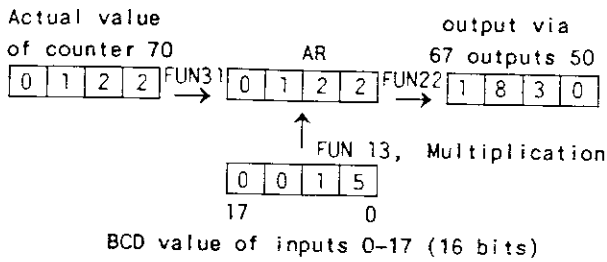 Actual value
of counter 70
output via
67 outputs 50
AR
0 1 2 2 FUN31 0 1 2 2 FUN22 1 8 3 0
FUN 13, Multiplication
0 0 1 5
17 0
BCD value of inputs 0-17 (16 bits)